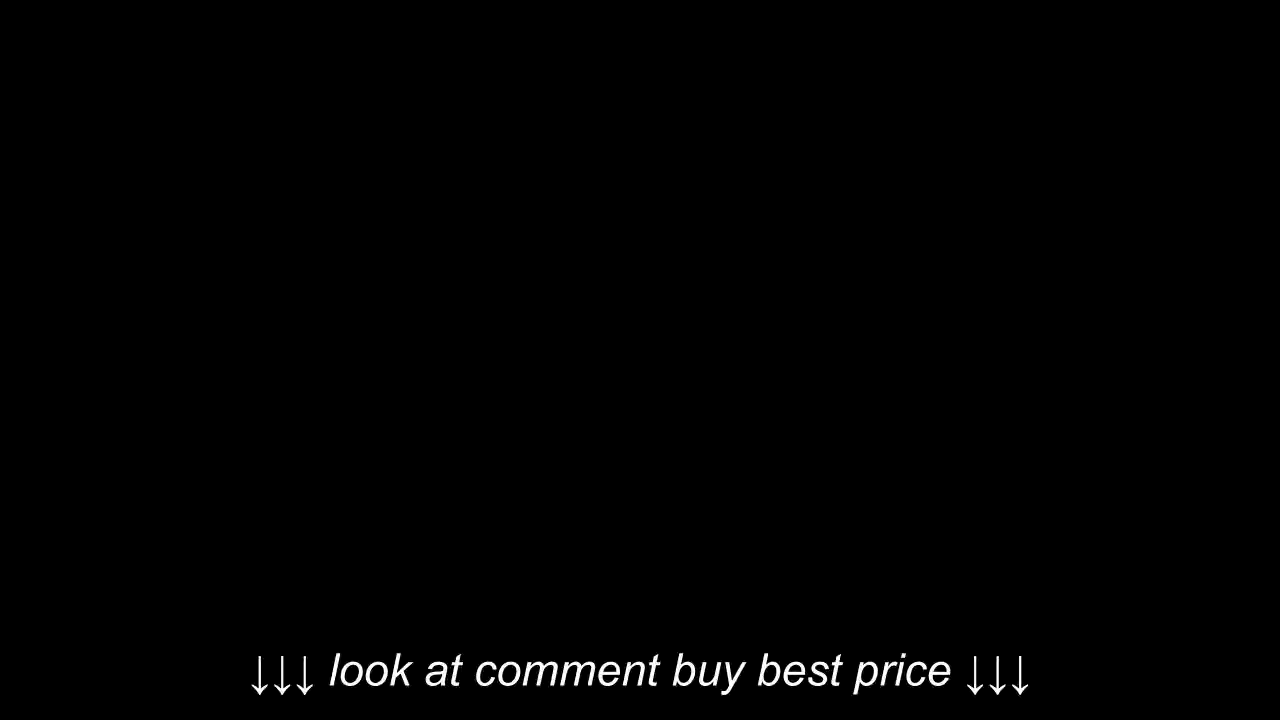 ↓↓↓ look at comment buy best price ↓↓↓